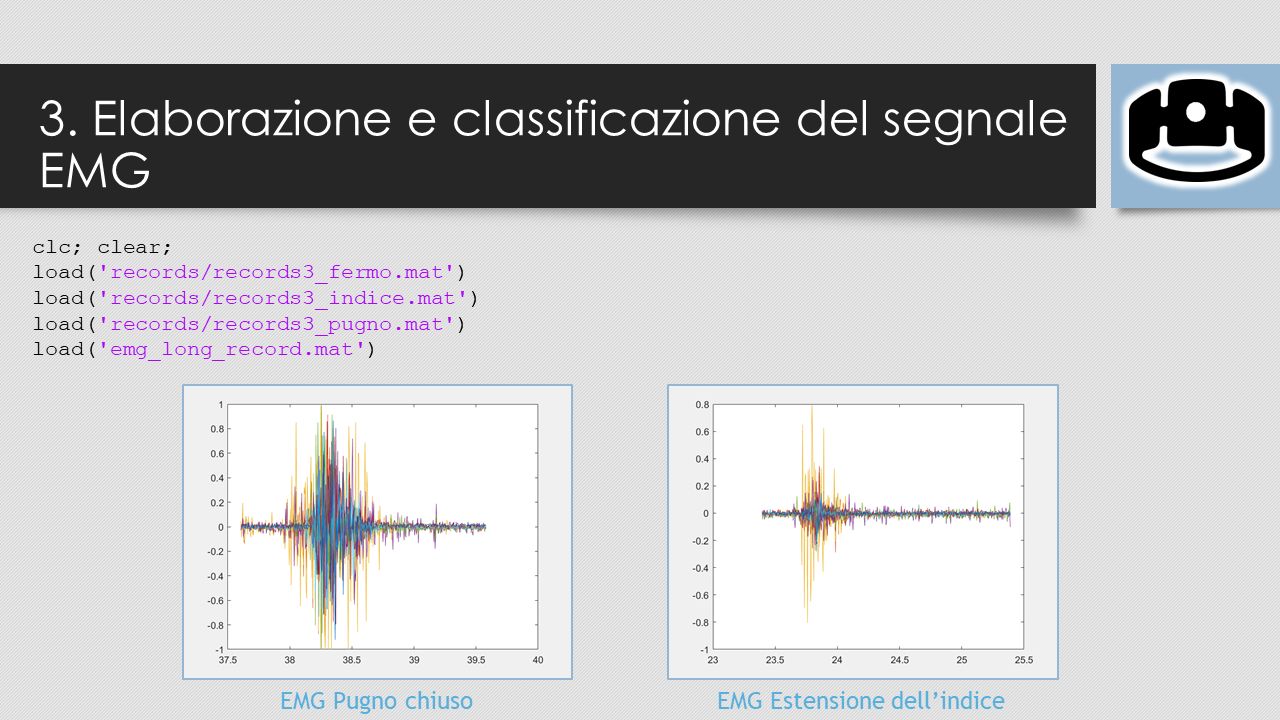 3. Elaborazione e classificazione del segnale
EMG
clc; clear;
load('records/records3_fermo.mat')
load('records/records3_indice.mat')
load('records/records3_pugno.mat')
load('emg_long_record.mat')
1
0.8
0.6
0.4
0.2
0
-0.2
-0.4
-0.6
-0.8
-1
37.5 38 38.5 39 39.5 40
EMG Pugno chiuso
0.8
0.6
0.4
0.2
0
-0.2
-0.4
-0.6
-0.8
-1
23 23.5 24 24.5 25 25.5
EMG Estensione dell’indice